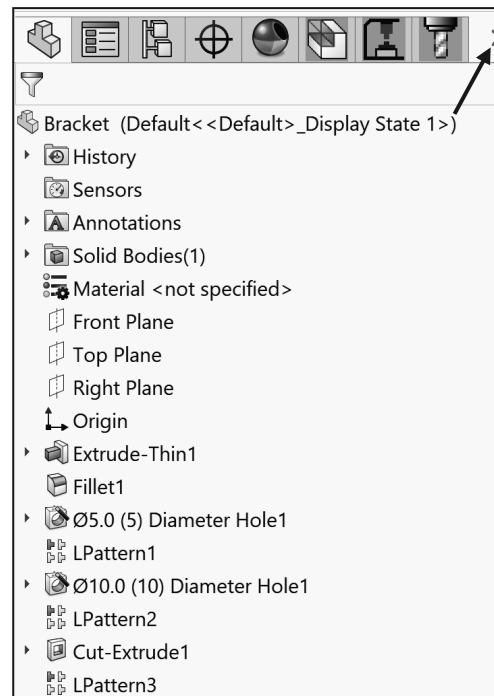 Bracket (Default<<Default>_Display State 1>)
History
Sensors
Annotations
Solid Bodies(1)
Material <not specified>
Front Plane
Top Plane
Right Plane
Origin
Extrude-Thin1
Fillet1
Ø5.0 (5) Diameter Hole1
LPattern1
Ø10.0 (10) Diameter Hole1
LPattern2
Cut-Extrude1
LPattern3